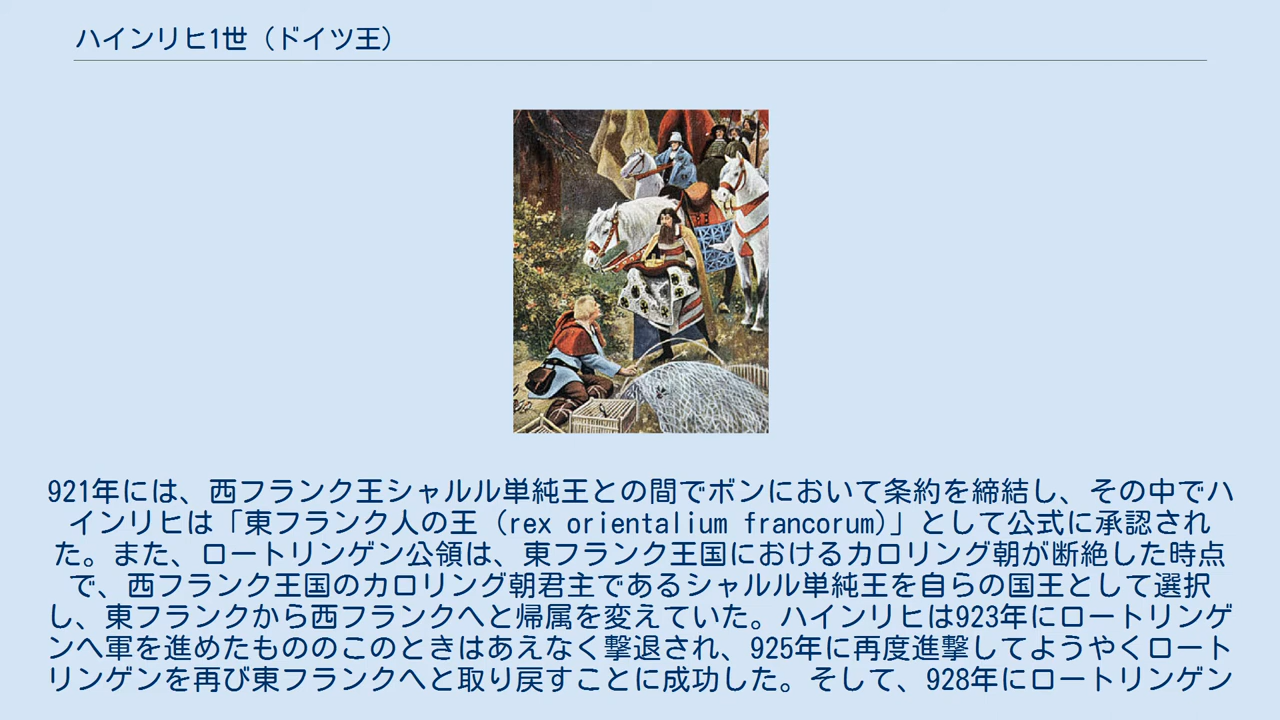 ハインリヒ1世（ドイツ王）
921年には、西フランク王シャルル単純王との間でボンにおいて条約を締結し、その中でハ
インリヒは「東フランク人の王（rex orientalium francorum)」として公式に承認され
た。また、ロートリンゲン公領は、東フランク王国におけるカロリング朝が断絶した時点
で、西フランク王国のカロリング朝君主であるシャルル単純王を自らの国王として選択
し、東フランクから西フランクへと帰属を変えていた。ハインリヒは923年にロートリンゲ
ンへ軍を進めたもののこのときはあえなく撃退され、925年に再度進撃してようやくロート
リンゲンを再び東フランクへと取り戻すことに成功した。そして、928年にロートリンゲン